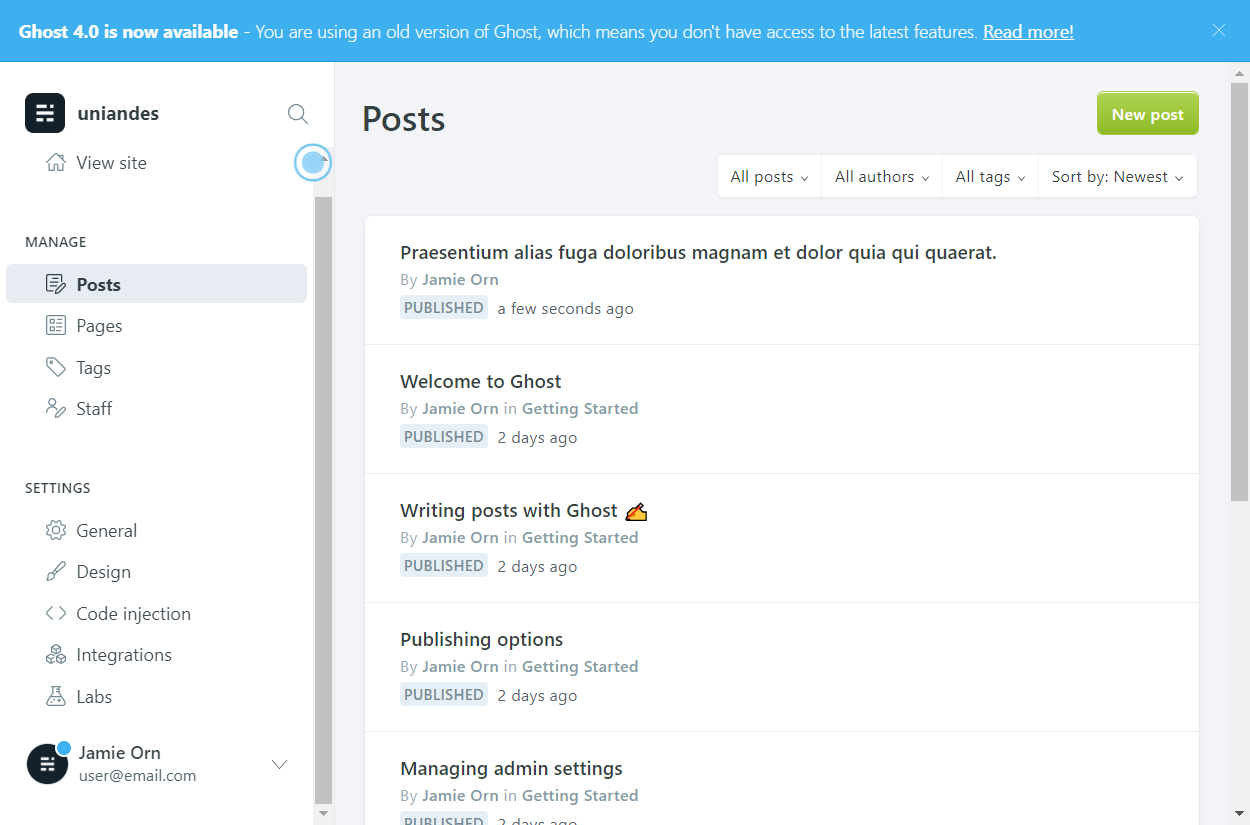 Ghost 4.0 is now available - You are using an old version of Ghost, which means you don't have access to the latest features. Read more!
uniandes
View site
MANAGE
Posts
Pages
Tags
Staff
SETTINGS
General
Design
Code injection
Integrations
Labs
Jamie Orn
user@email.com
Posts
New post
All posts
All authors
All tags
Sort by: Newest
Praesentium alias fuga doloribus magnam et dolor quia qui quaerat.
By Jamie Orn
PUBLISHED a few seconds ago
Welcome to Ghost
By Jamie Orn in Getting Started
PUBLISHED 2 days ago
Writing posts with Ghost ✍️
By Jamie Orn in Getting Started
PUBLISHED 2 days ago
Publishing options
By Jamie Orn in Getting Started
PUBLISHED 2 days ago
Managing admin settings
By Jamie Orn in Getting Started
PUBLISHED 2 days ago